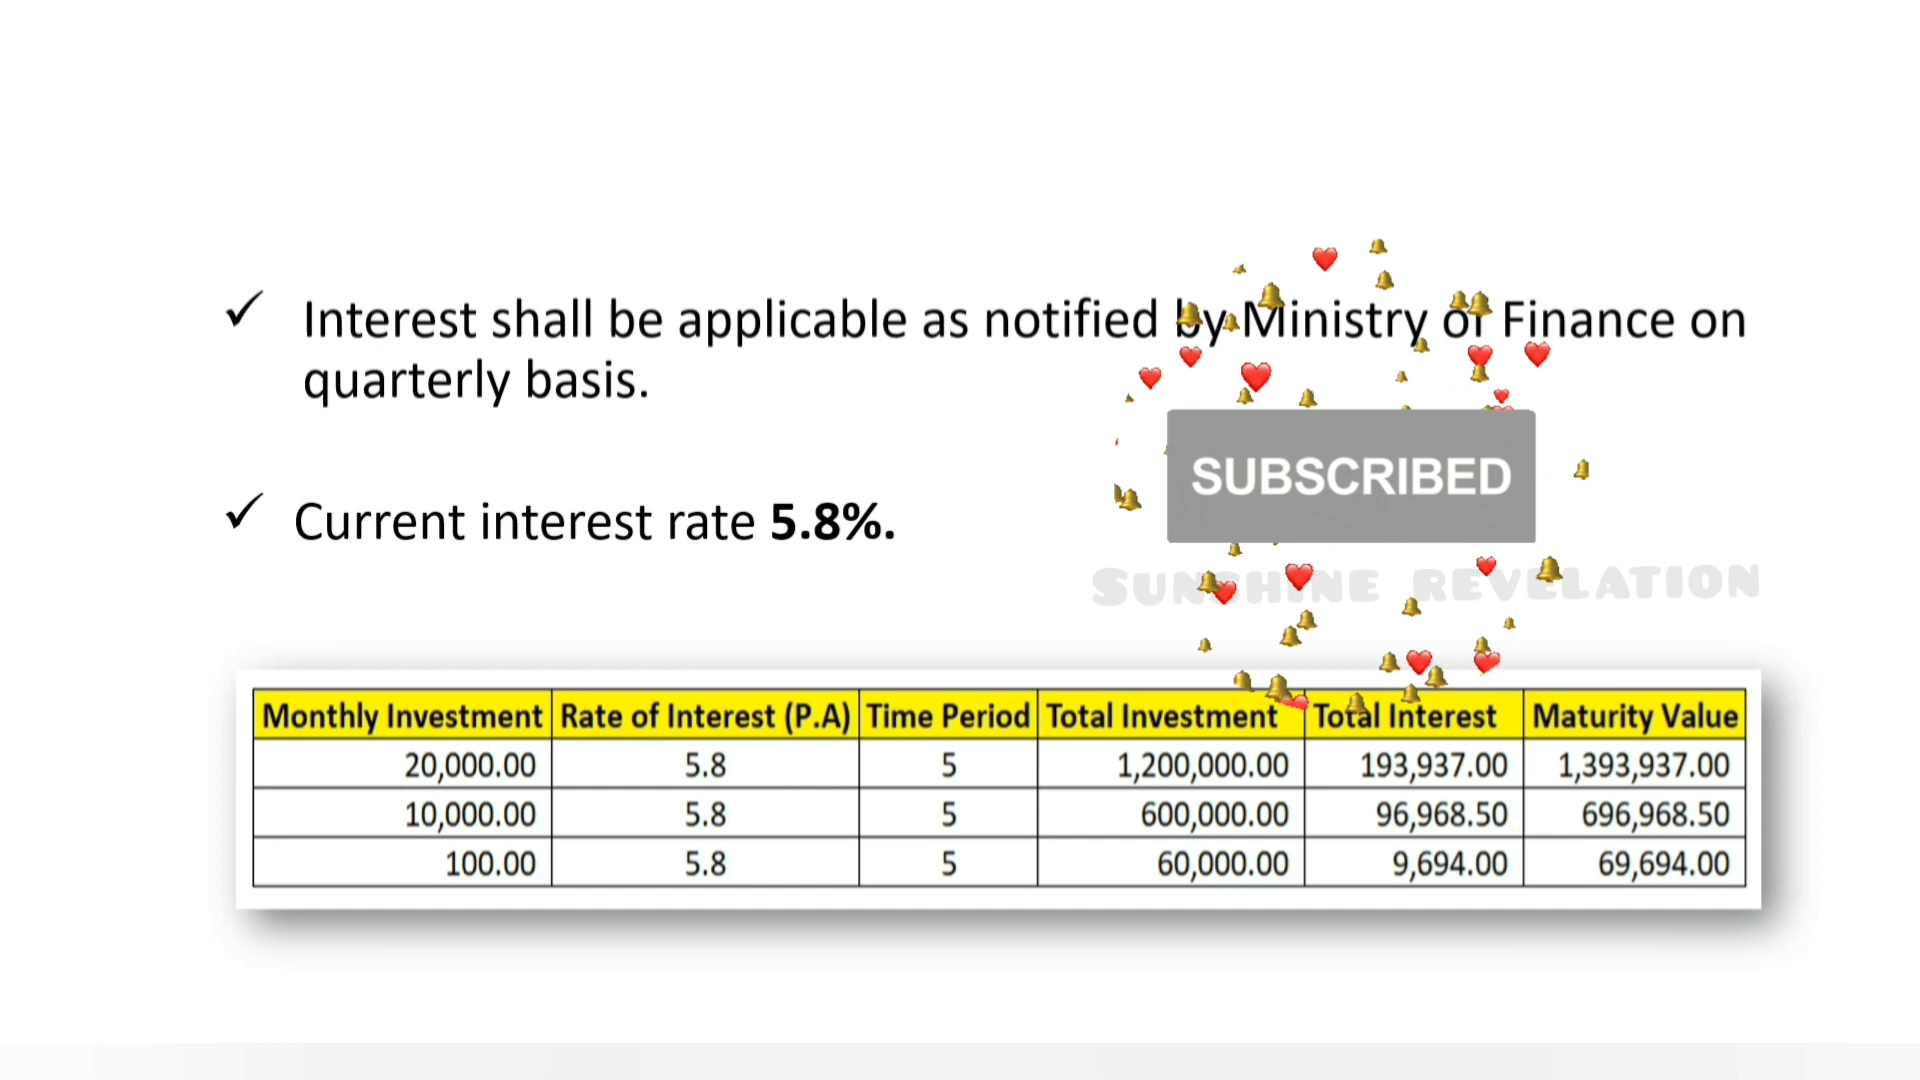 ✓ Interest shall be applicable as notified by Ministry of Finance on
quarterly basis.
SUBSCRIBED
✓ Current interest rate 5.8%.
SUNSHINE REVELATION
Monthly Investment Rate of Interest (P.A) Time Period Total Investment Total Interest Maturity Value
20,000.00 5.8 5 1,200,000.00 193,937.00 1,393,937.00
10,000.00 5.8 5 600,000.00 96,968.50 696,968.50
100.00 5.8 5 60,000.00 9,694.00 69,694.00